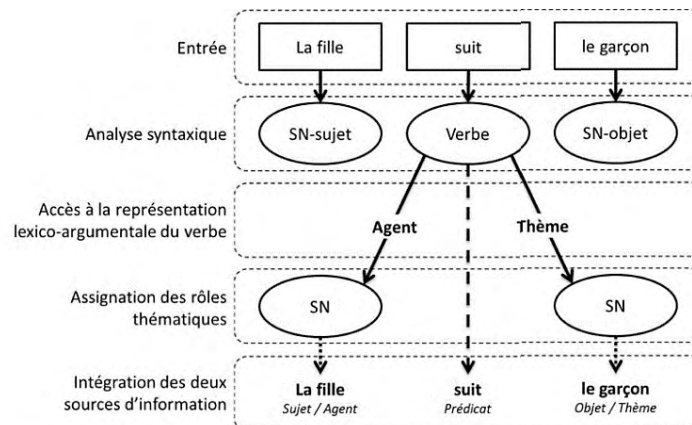 Entrée
La fille
suit
le garçon
Analyse syntaxique
SN-sujet
Verbe
SN-objet
Accès à la représentation
lexico-argumentale du verbe
Agent
Thème
Assignation des rôles
thématiques
SN
SN
Intégration des deux
sources d'information
La fille
suit
le garçon
Sujet / Agent
Prédicat
Objet / Thème